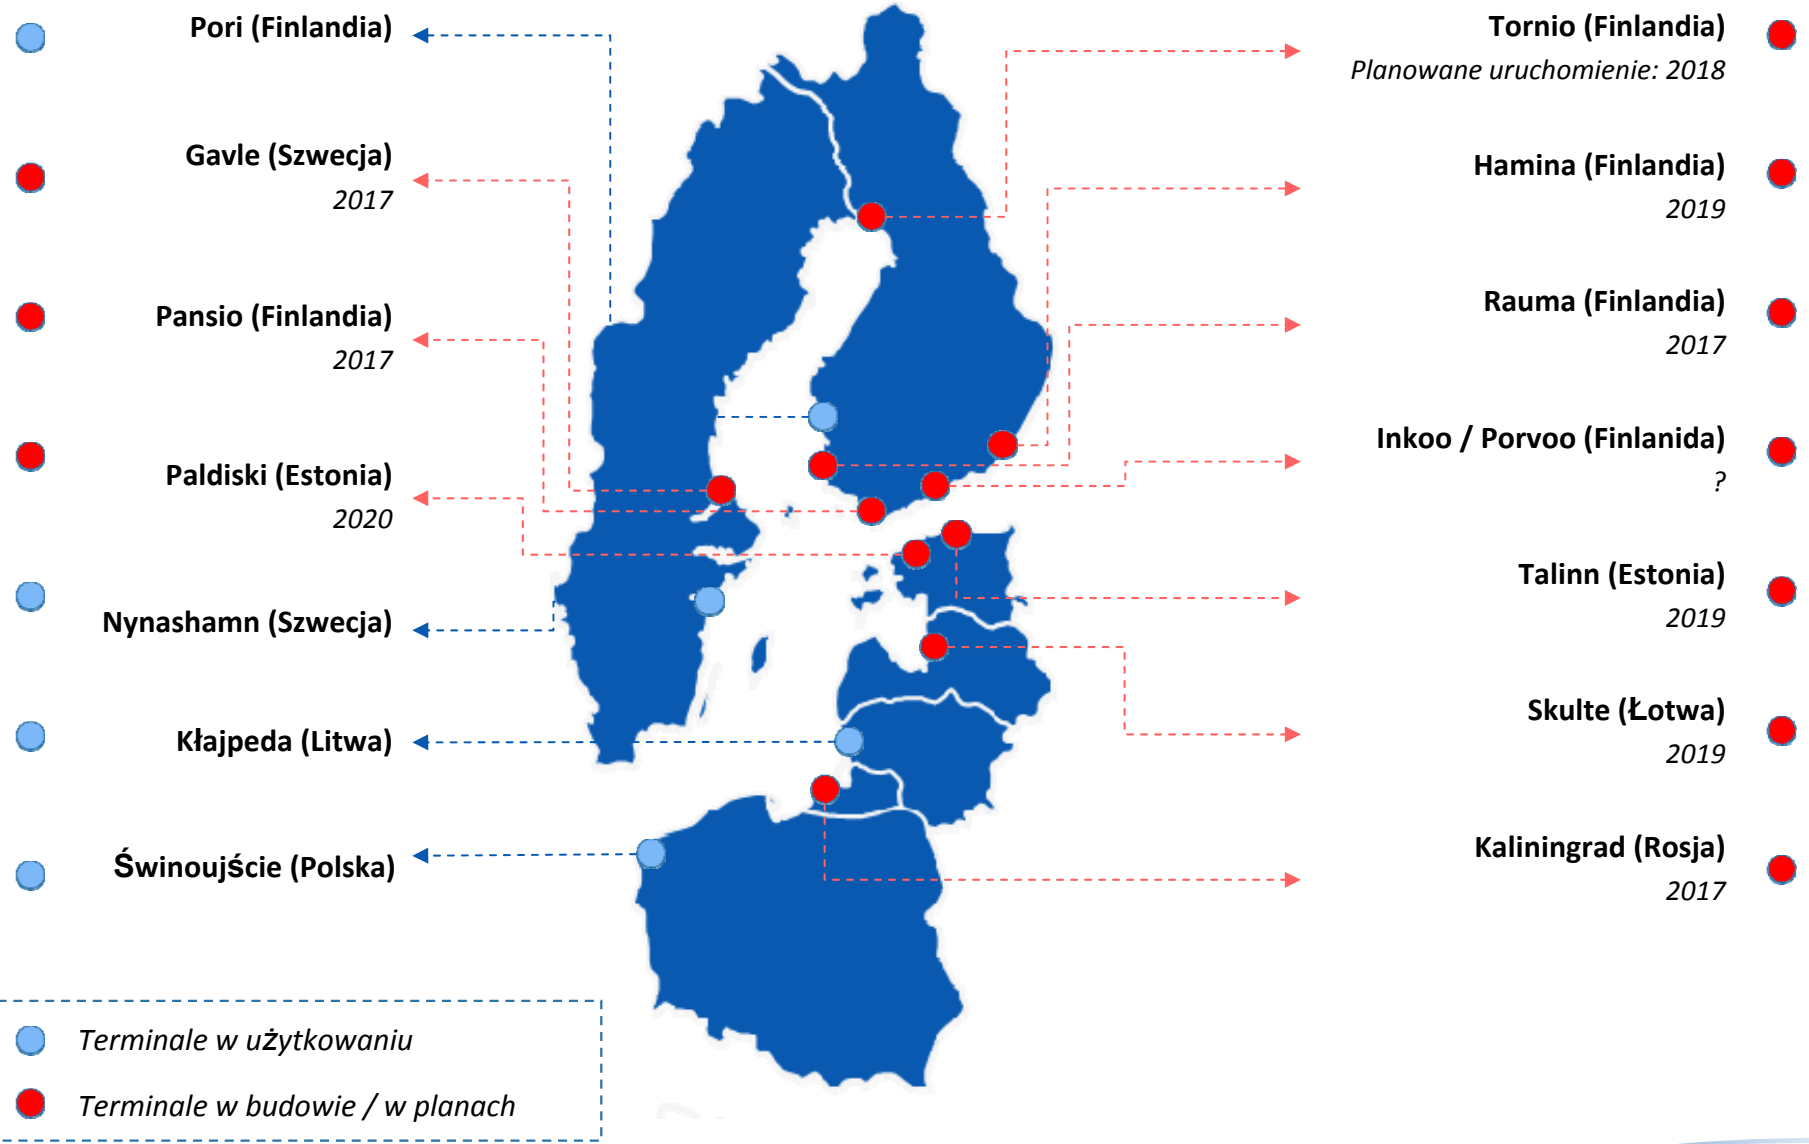 Pori (Finlandia)
Gavle (Szwecja)
2017
Pansio (Finlandia)
2017
Paldiski (Estonia)
2020
Nynashamn (Szwecja)
Kłajpeda (Litwa)
Świnoujście (Polska)
Terminale w użytkowaniu
Terminale w budowie / w planach
Tornio (Finlandia)
Planowane uruchomienie: 2018
Hamina (Finlandia)
2019
Rauma (Finlandia)
2017
Inkoo / Porvoo (Finlanida)
?
Talinn (Estonia)
2019
Skulte (Łotwa)
2019
Kaliningrad (Rosja)
2017